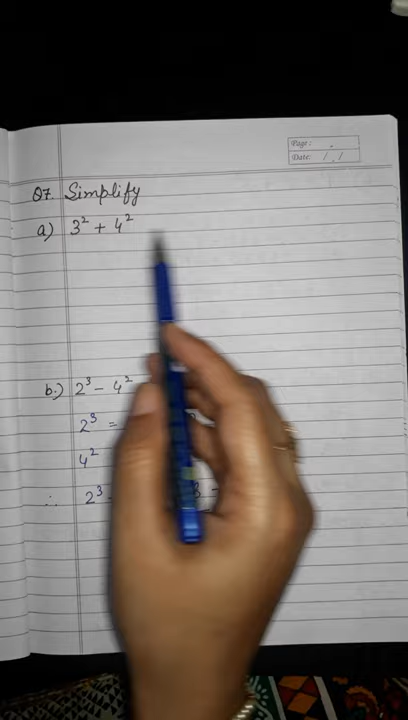 Page:
Date: / /
Q7. Simplify
a) 3² + 4²
b.) 2³ - 4²
2³ =
4²
∴ 2³